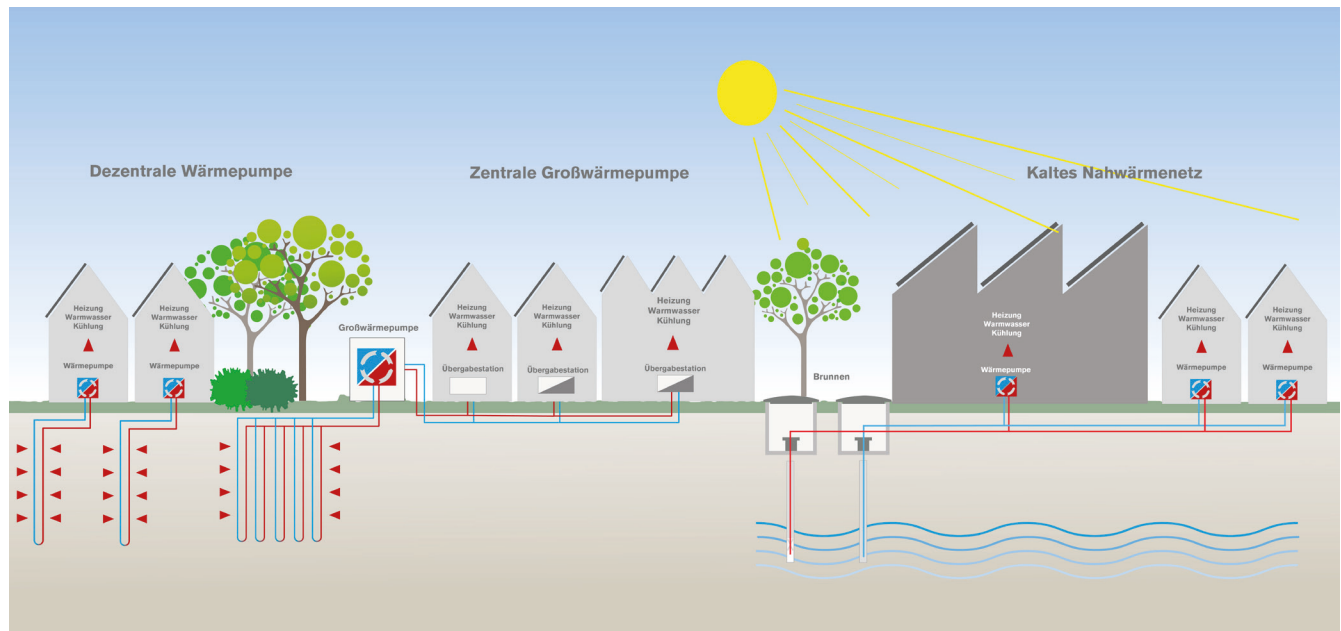 Dezentrale Wärmepumpe
Zentrale Großwärmepumpe
Kaltes Nahwärmenetz
Heizung
Warmwasser
Kühlung
Wärmepumpe
Heizung
Warmwasser
Kühlung
Wärmepumpe
Großwärmepumpe
Heizung
Warmwasser
Kühlung
Übergabestation
Heizung
Warmwasser
Kühlung
Übergabestation
Heizung
Warmwasser
Kühlung
Übergabestation
Brunnen
Heizung
Warmwasser
Kühlung
Wärmepumpe
Heizung
Warmwasser
Kühlung
Wärmepumpe
Heizung
Warmwasser
Kühlung
Wärmepumpe